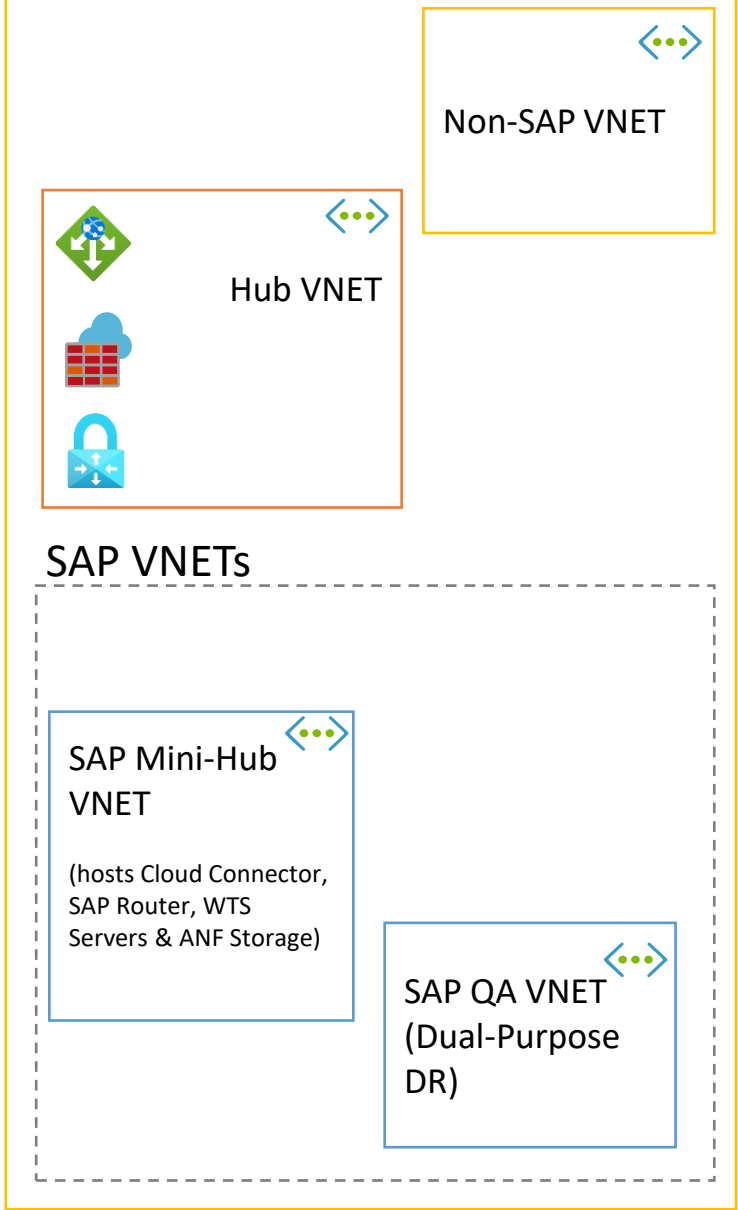 Non-SAP VNET
Hub VNET
SAP VNETs
SAP Mini-Hub
VNET
(hosts Cloud Connector,
SAP Router, WTS
Servers & ANF Storage)
SAP QA VNET
(Dual-Purpose
DR)